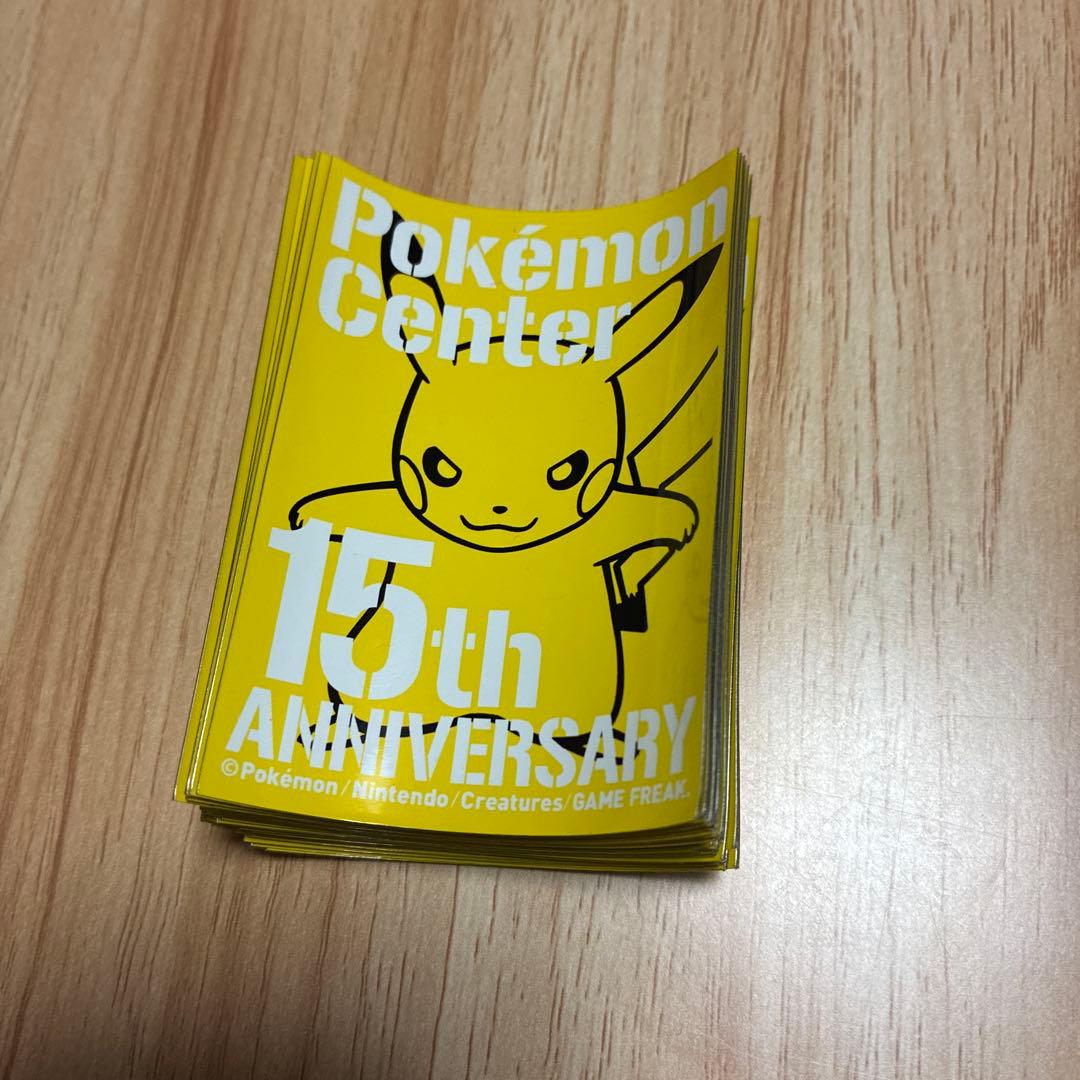 Pokémon
Center
15th
ANNIVERSARY
©Pokémon/Nintendo/Creatures/GAME FREAK.